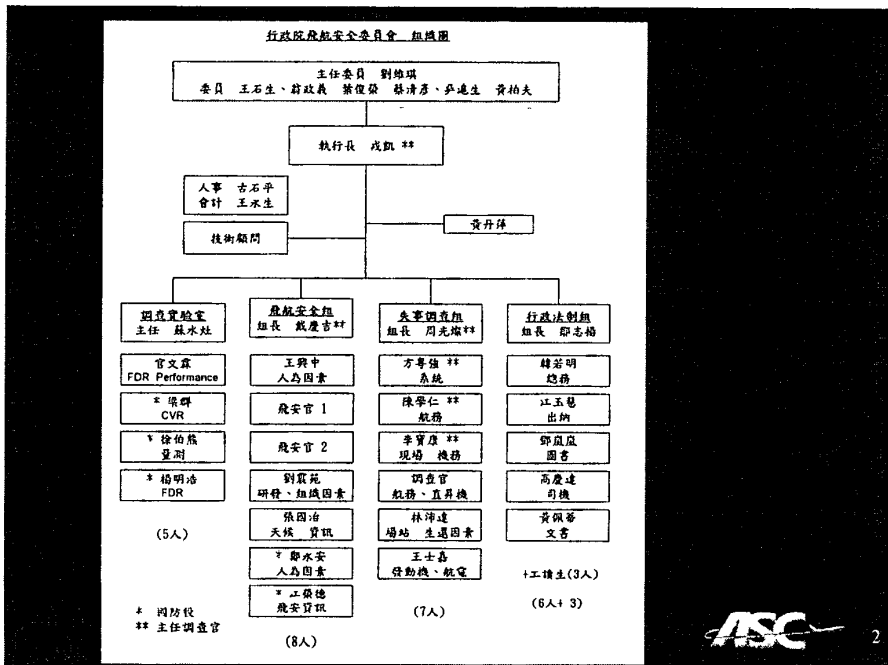 行政院飛航安全委員會 組織圖
主任委員 劉維琪
委員 王石生、翁政義 葉俊榮 蔡清彥、 黃柏夫
執行長 戎凱 **
人事 古石平
會計 王水生
技術顧問
黃丹萍
調查實驗室
主任 蘇水灶
官文霖
FDR Performance
* 梁群
CVR
* 徐伯熊
量測
* 楊明浩
FDR
(5人)
飛航安全組
組長 戴慶吉**
王興中
人為因素
飛安官 1
飛安官 2
劉震苑
研發、組織因素
張國治
天候 資訊
* 鄭永安
人為因素
* 德
飛安資訊
(8人)
失事調查組
組長 周光燦**
方粵強 **
系統
陳學仁 **
航務
李寶康 **
現場 機務
調查官
航務、直昇機
林沛達
場站 生還因素
王士嘉
發動機、航電
(7人)
行政法制組
組長 鄢志揚
韓若明
總務
江玉慧
出納
鄧嵐嵐
圖書
高慶達
司機
黃佩蒂
文書
+工讀生(3人)
(6人+ 3)
* 國防役
** 主任調查官
ASC
2